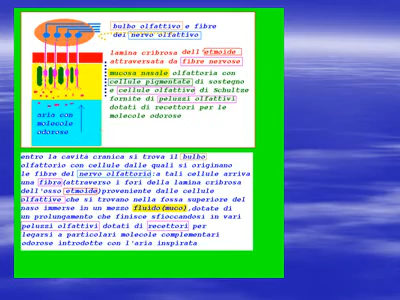 bulbo olfattivo e fibre
del nervo olfattivo
lamina cribrosa dell'etmoide
attraversata da fibre nervose
mucosa nasale olfattoria con
cellule pigmentate di sostegno
e cellule olfattive di Schultze
fornite di peluzzi olfattivi
dotati di recettori per le
molecole odorose
aria con
molecole
odorose
entro la cavità cranica si trova il bulbo
olfattorio con cellule dalle quali si originano
le fibre del nervo olfattorio:a tali cellule arriva
una fibra(attraverso i fori della lamina cribrosa
dell'osso etmoide)proveniente dalle cellule
olfattive che si trovano nella fossa superiore del
naso immerse in un mezzo fluido(muco),dotate di
un prolungamento che finisce sfioccandosi in vari
peluzzi olfattivi dotati di recettori per
legarsi a particolari molecole complementari
odorose introdotte con l'aria inspirata